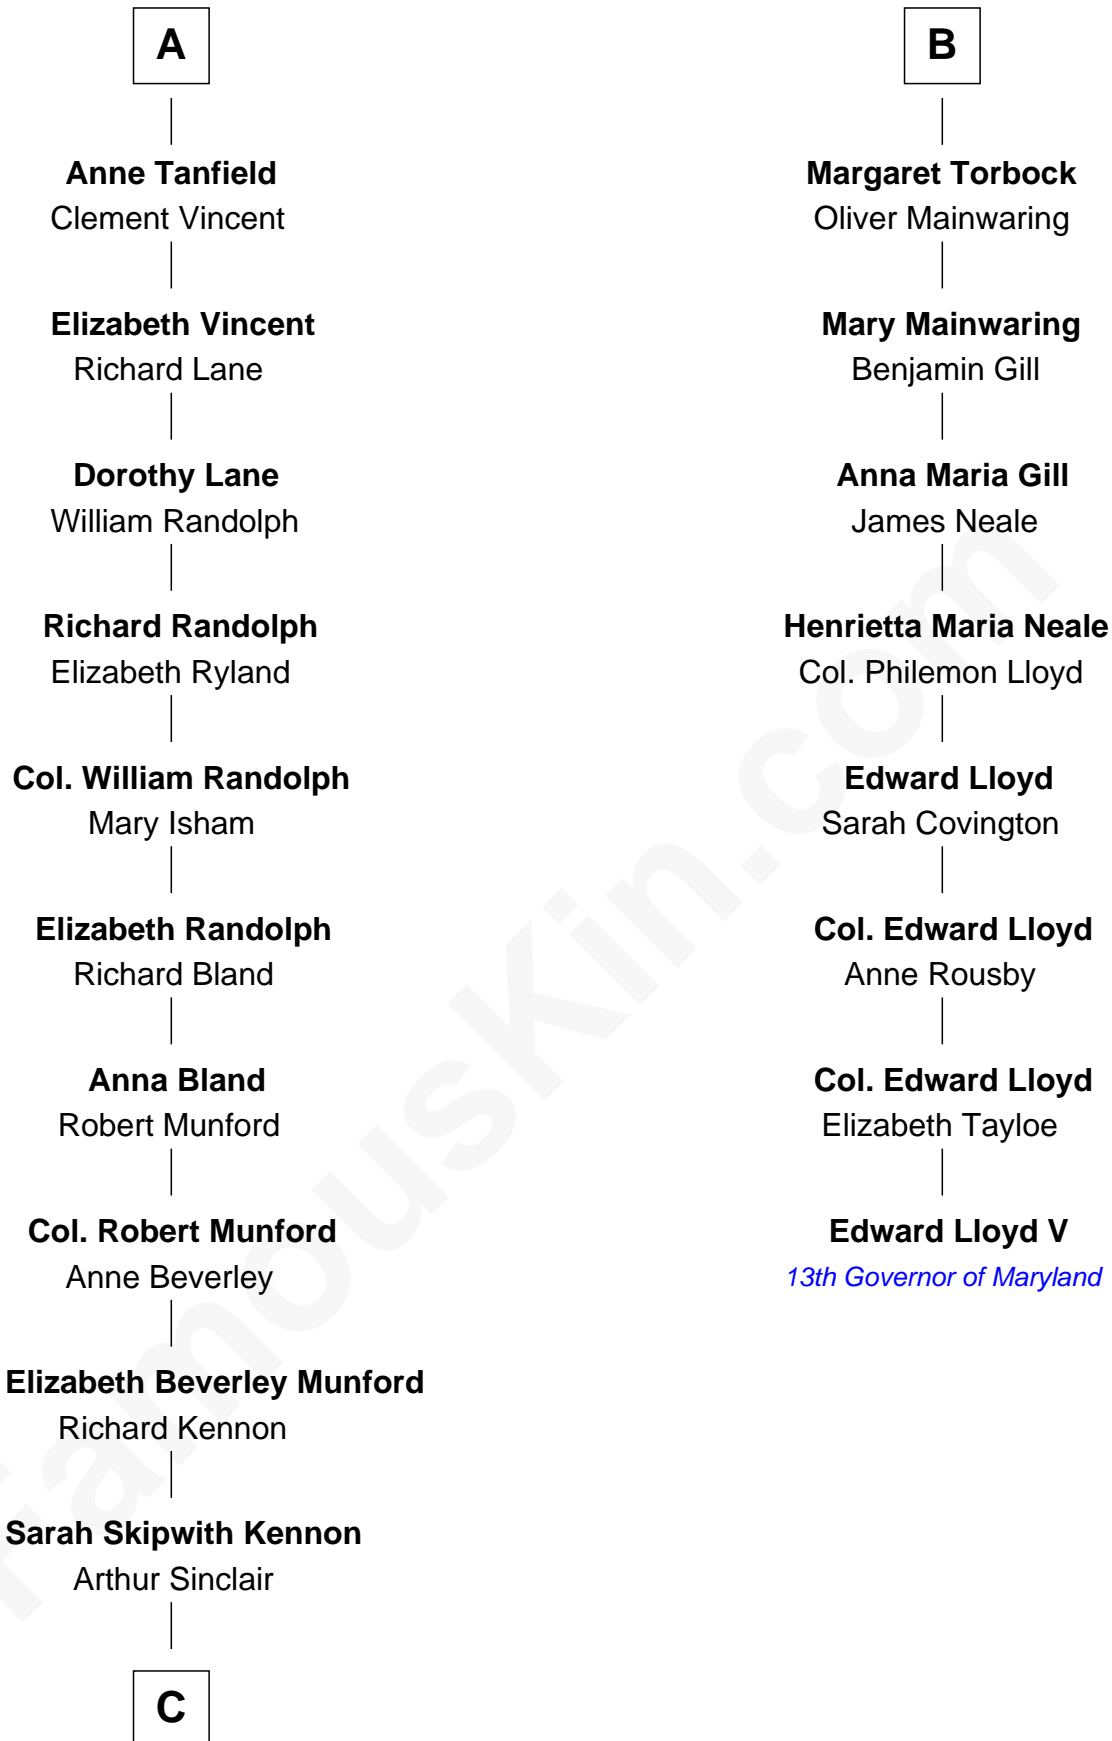 A
Anne Tanfield
Clement Vincent
Elizabeth Vincent
Richard Lane
Dorothy Lane
William Randolph
Richard Randolph
Elizabeth Ryland
Col. William Randolph
Mary Isham
Elizabeth Randolph
Richard Bland
Anna Bland
Robert Munford
Col. Robert Munford
Anne Beverley
Elizabeth Beverley Munford
Richard Kennon
Sarah Skipwith Kennon
Arthur Sinclair
C
B
Margaret Torbock
Oliver Mainwaring
Mary Mainwaring
Benjamin Gill
Anna Maria Gill
James Neale
Henrietta Maria Neale
Col. Philemon Lloyd
Edward Lloyd
Sarah Covington
Col. Edward Lloyd
Anne Rousby
Col. Edward Lloyd
Elizabeth Tayloe
Edward Lloyd V
13th Governor of Maryland
FamousKin.com